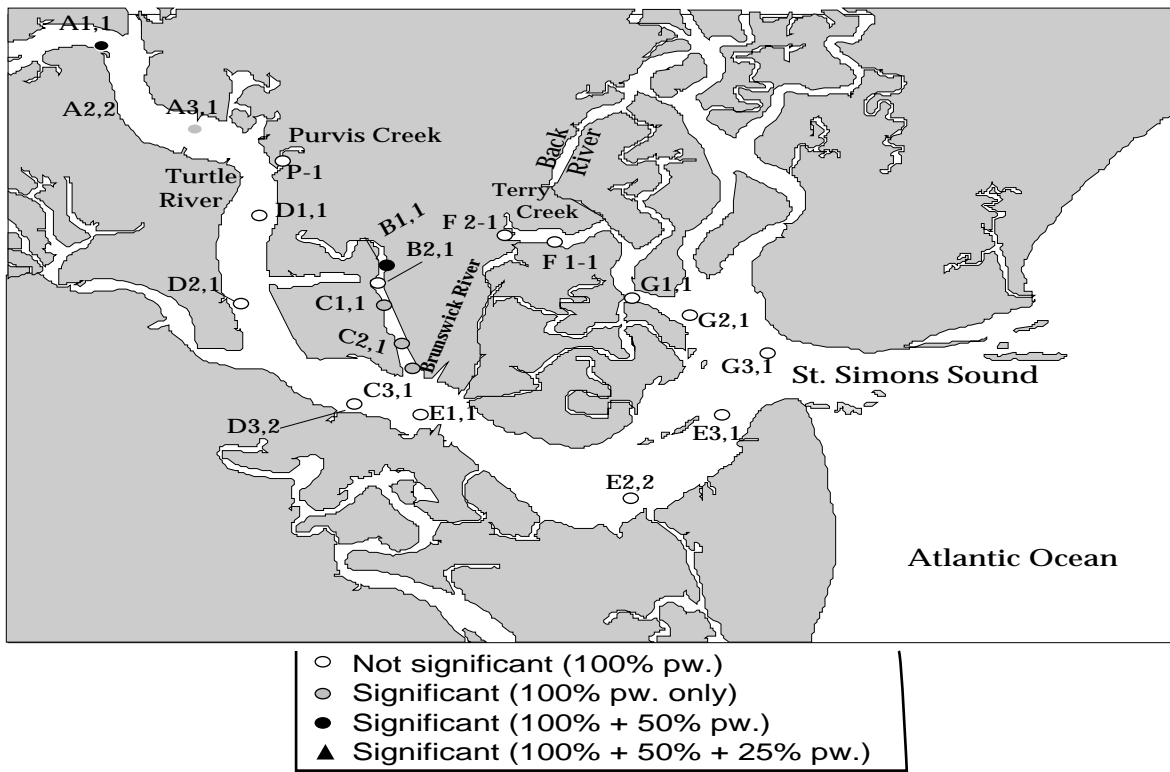 A1,1
A2,2
A3,1
Purvis Creek
P-1
Turtle
River
D1,1
Back
River
Terry
Creek
B1,1
F 2-1
B2,1
F 1-1
D2,1
C1,1
G1,1
G2,1
C2,1
Brunswick River
G3,1
St. Simons Sound
C3,1
E1,1
D3,2
E3,1
E2,2
Atlantic Ocean
Not significant (100% pw.)
Significant (100% pw. only)
Significant (100% + 50% pw.)
Significant (100% + 50% + 25% pw.)